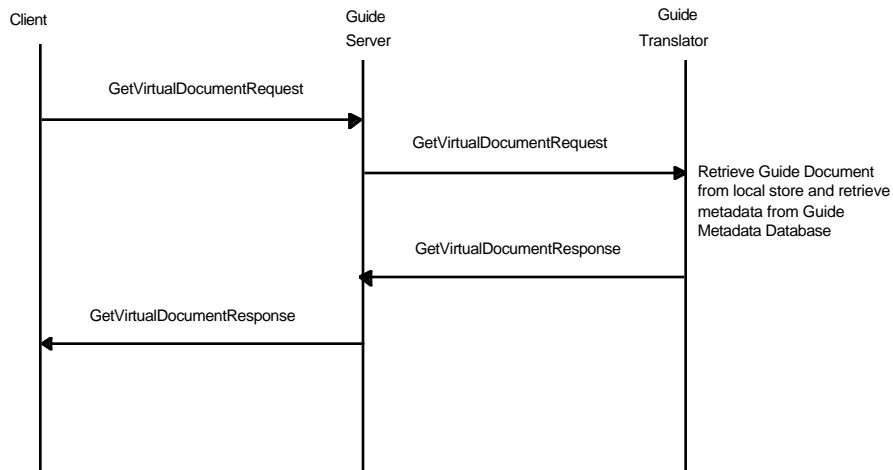 Client
Guide
Server
Guide
Translator
GetVirtualDocumentRequest
GetVirtualDocumentRequest
Retrieve Guide Document
from local store and retrieve
metadata from Guide
Metadata Database
GetVirtualDocumentResponse
GetVirtualDocumentResponse